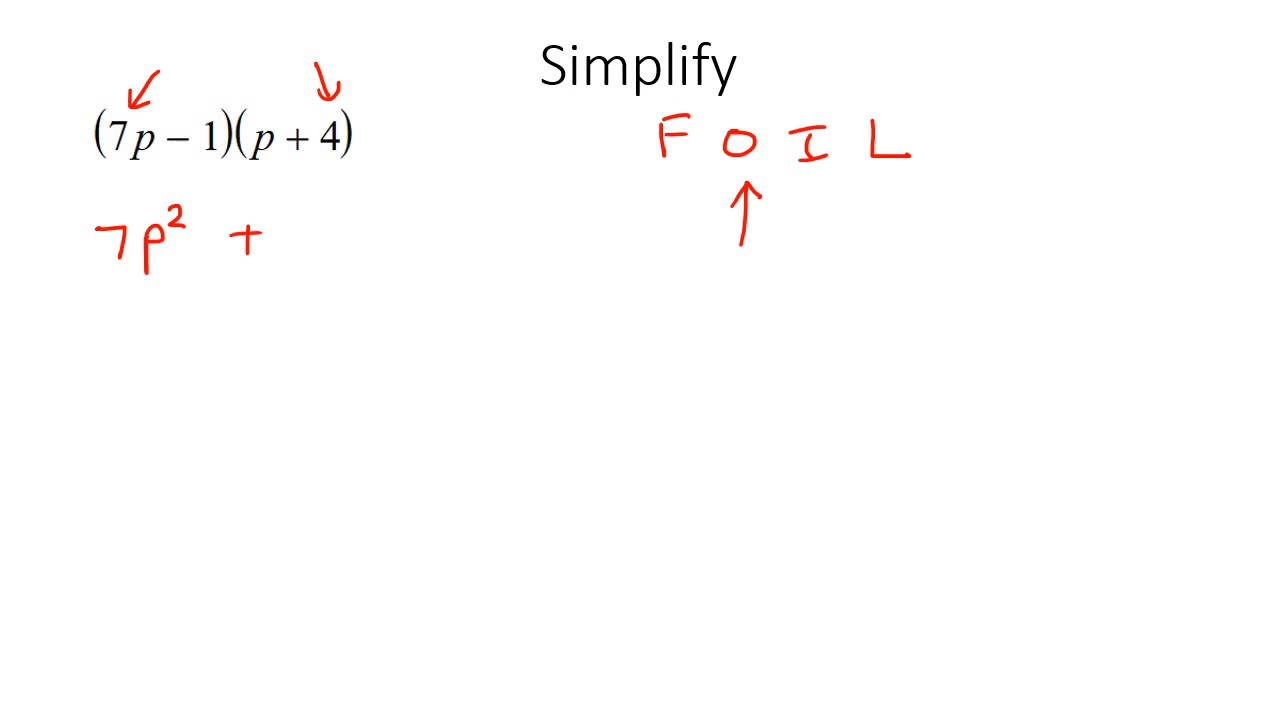 Simplify
(7p − 1)(p + 4)
F O I L
7p² +